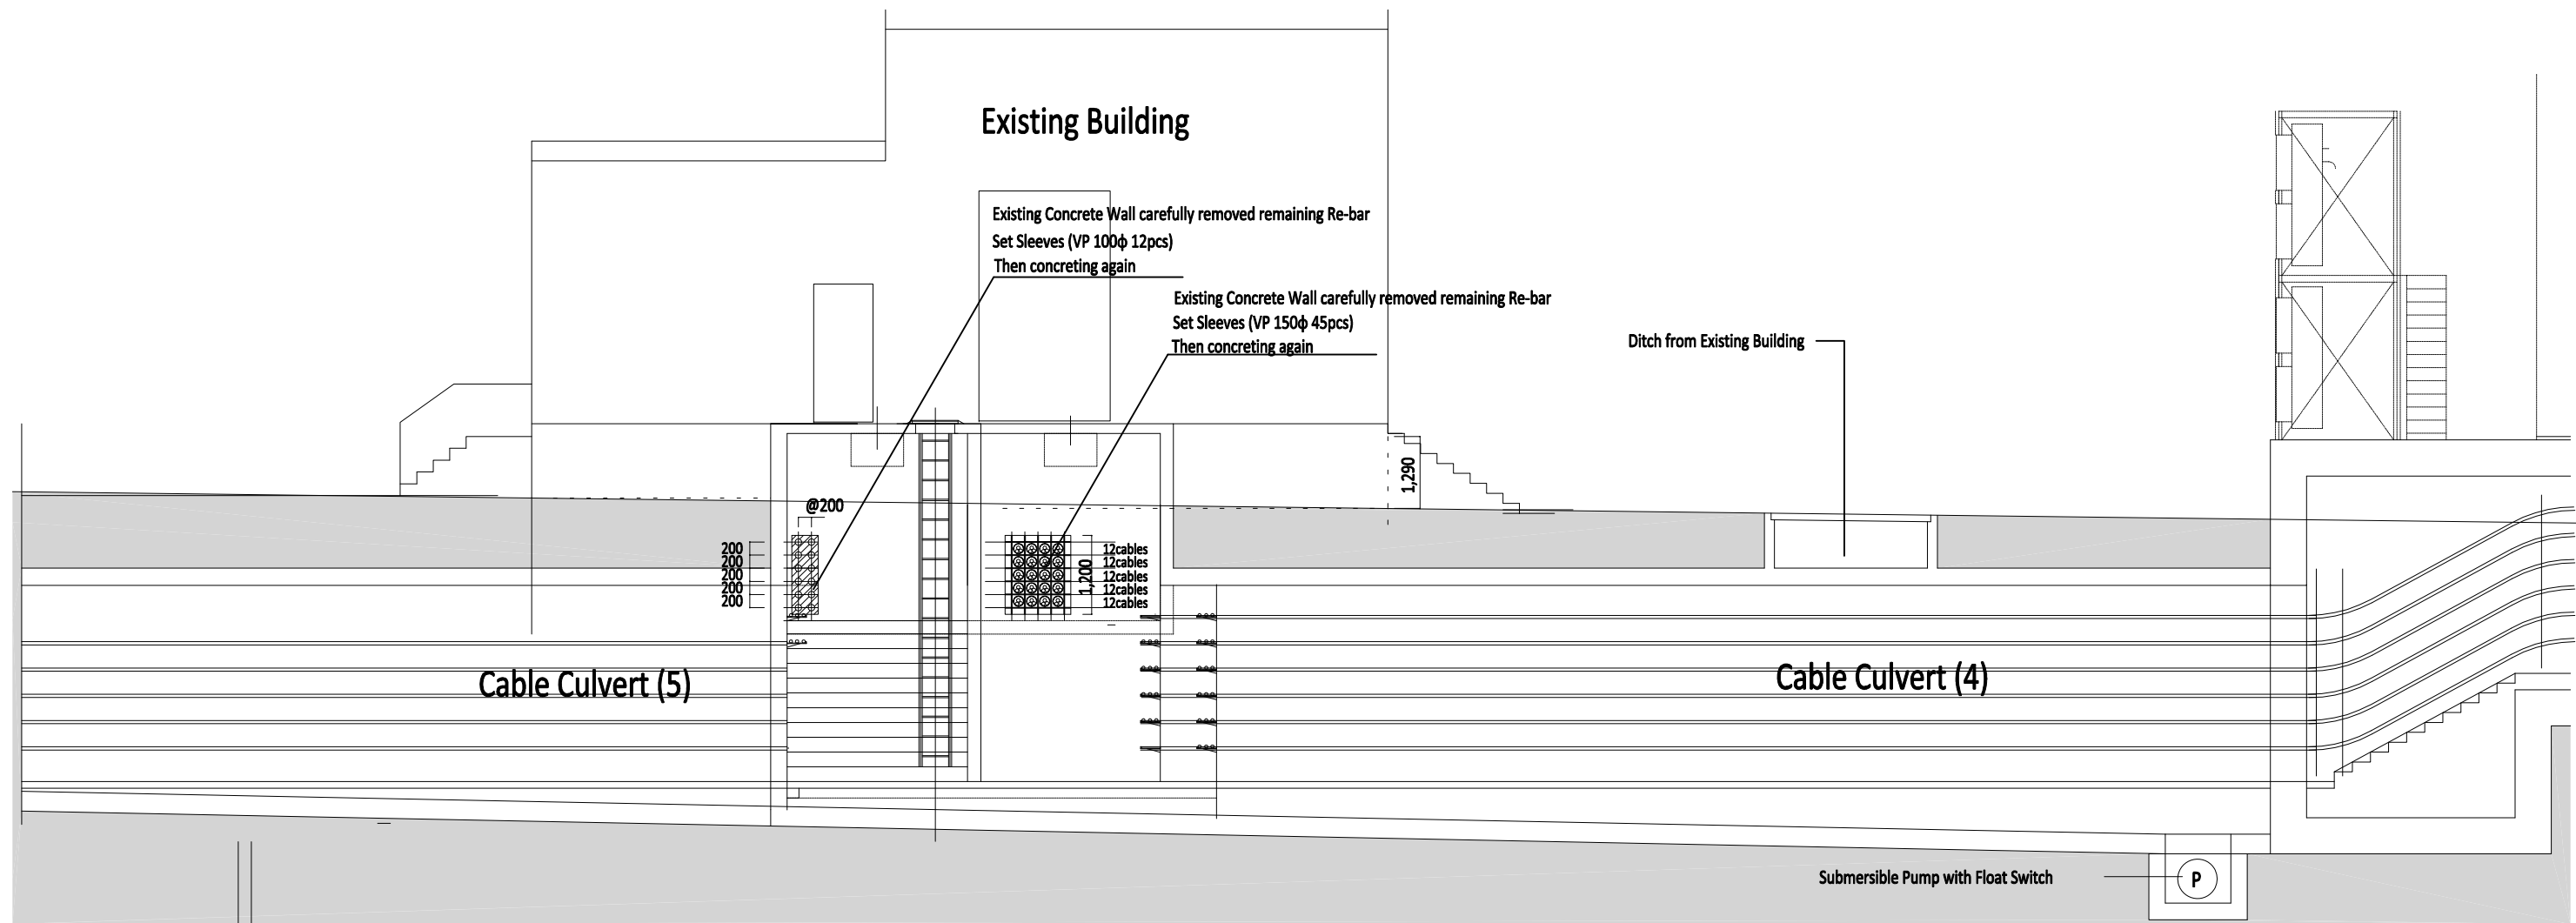 Existing Building
Existing Concrete Wall carefully removed remaining Re-bar
Set Sleeves (VP 100ϕ 12pcs)
Then concreting again
Existing Concrete Wall carefully removed remaining Re-bar
Set Sleeves (VP 150ϕ 45pcs)
Then concreting again
Ditch from Existing Building
1,290
@200
200
200
200
200
200
1,200
12cables
12cables
12cables
12cables
12cables
Cable Culvert (5)
Cable Culvert (4)
Submersible Pump with Float Switch
P